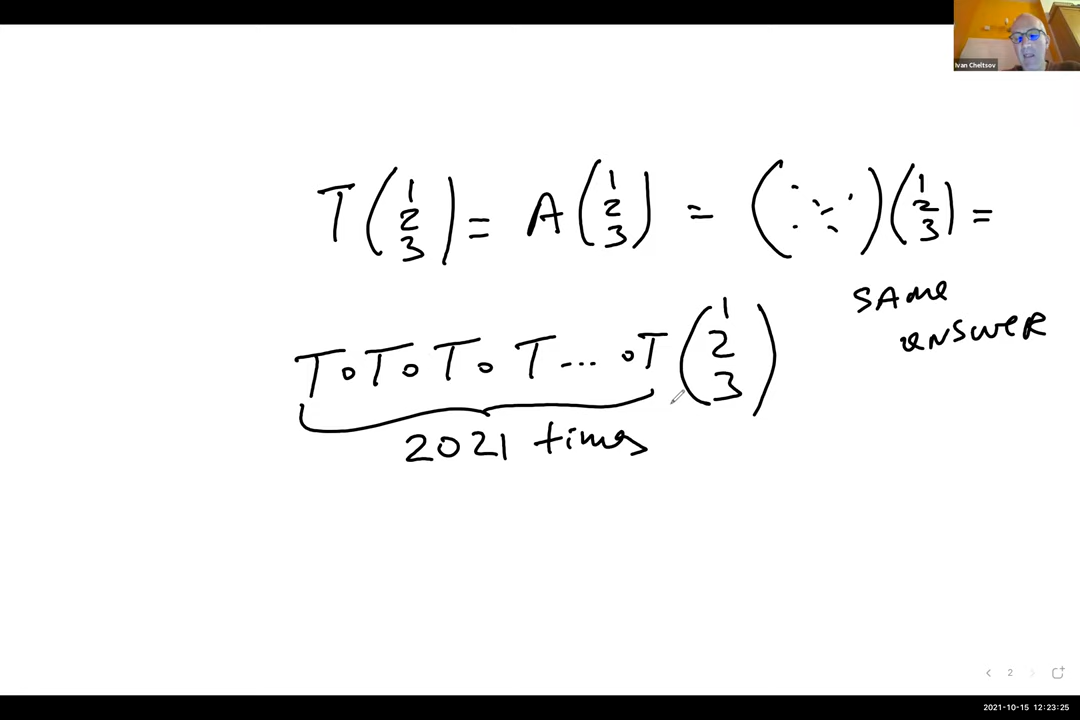 Ivan Cheltsov
T(1 2 3) = A(1 2 3) = (⋮ ⋱ ⋰)(1 2 3) =
SAME
ANSWER
T∘T∘T∘T...∘T(1 2 3)
2021 times
2
2021-10-15 12:23:25